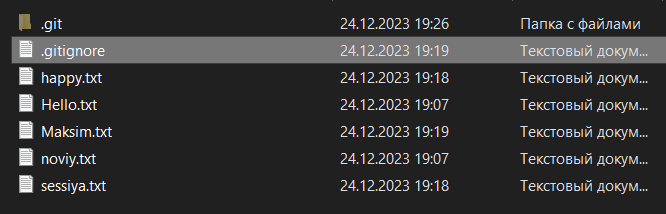 .git 24.12.2023 19:26 Папка с файлами
.gitignore 24.12.2023 19:19 Текстовый докум...
happy.txt 24.12.2023 19:18 Текстовый докум...
Hello.txt 24.12.2023 19:07 Текстовый докум...
Maksim.txt 24.12.2023 19:19 Текстовый докум...
noviy.txt 24.12.2023 19:07 Текстовый докум...
sessiya.txt 24.12.2023 19:18 Текстовый докум...